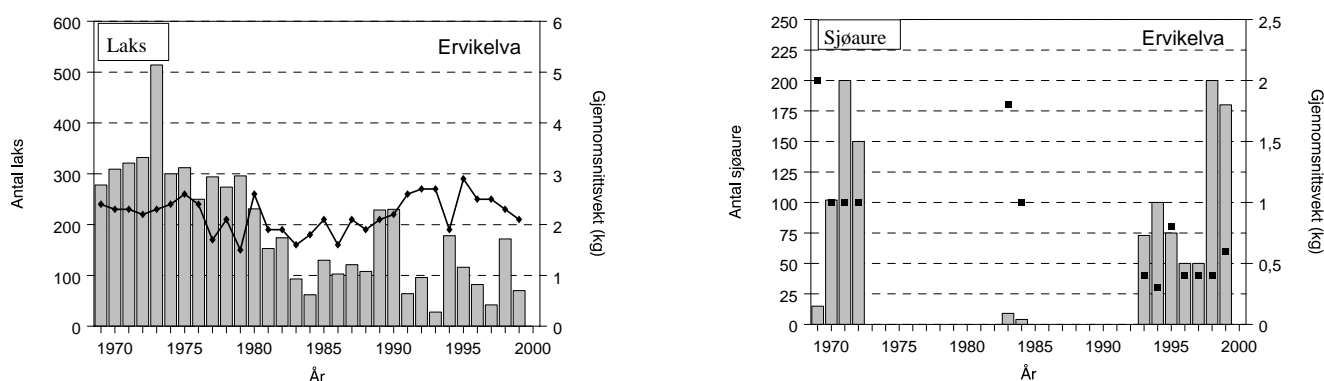 Laks
Ervikelva
Antal laks
600
500
400
300
200
100
0
6
5
4
3
2
1
0
Gjennomsnittsvekt (kg)
1970 1975 1980 1985 1990 1995 2000
År
Sjøaure
Ervikelva
Antal sjøaure
250
225
200
175
150
125
100
75
50
25
0
2,5
2
1,5
1
0,5
0
Gjennomsnittsvekt (kg)
1970 1975 1980 1985 1990 1995 2000
År